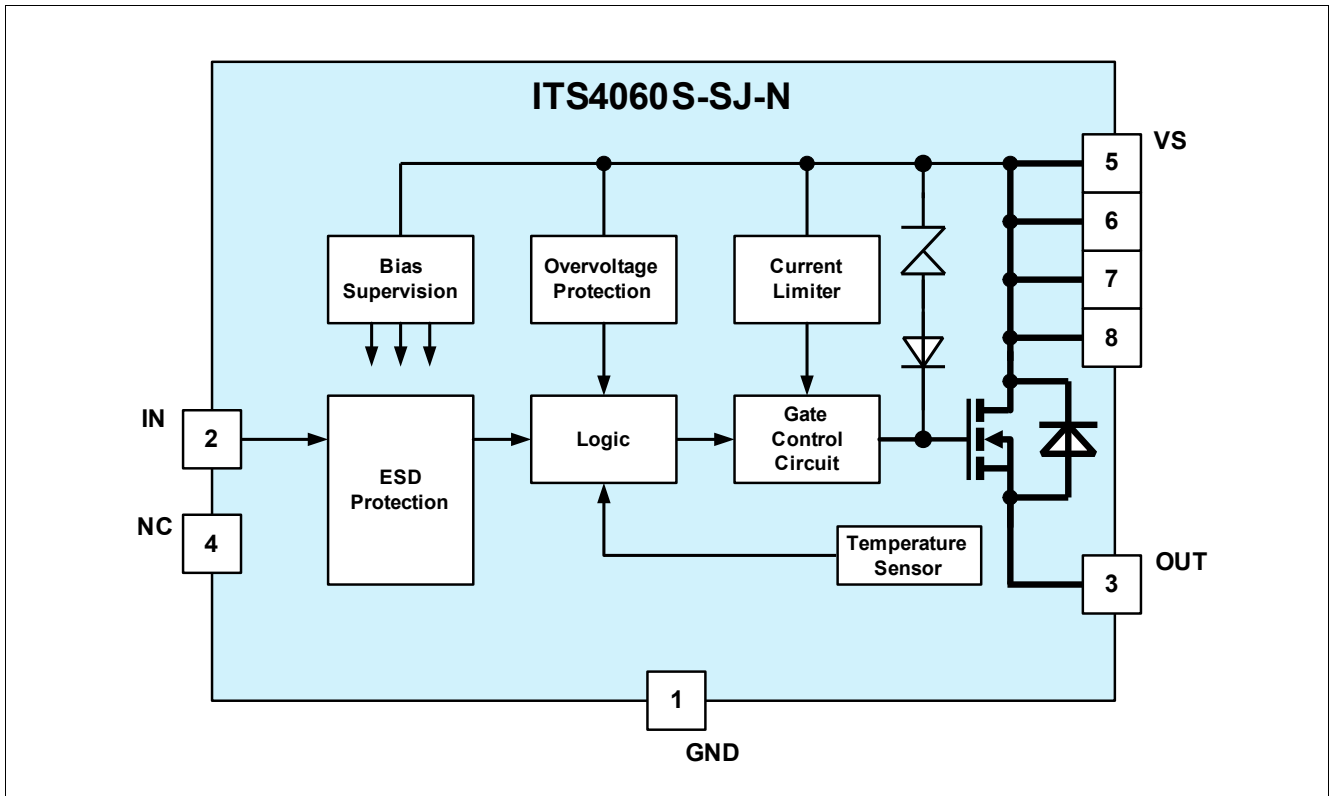 ITS4060S-SJ-N
VS
5
6
7
8
Bias
Supervision
Overvoltage
Protection
Current
Limiter
IN
2
NC
4
ESD
Protection
Logic
Gate
Control
Circuit
Temperature
Sensor
3
OUT
1
GND